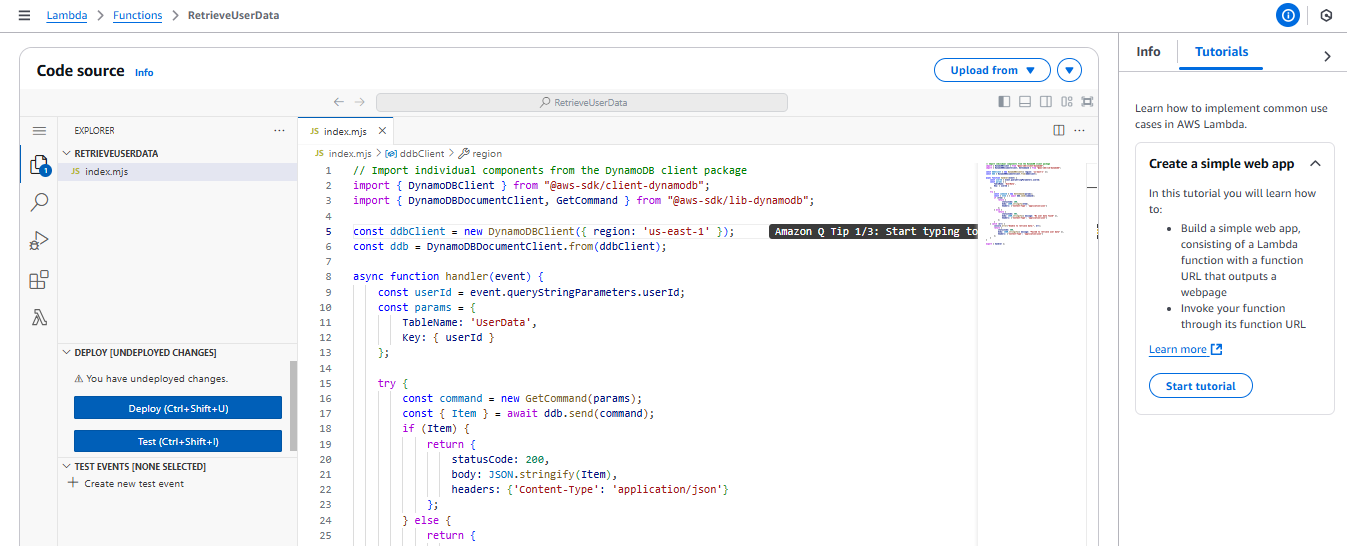 Lambda > Functions > RetrieveUserData
Code source Info
Upload from
RetrieveUserData
EXPLORER
RETRIEVEUSERDATA
JS index.mjs
1
DEPLOY [UNDEPLOYED CHANGES]
You have undeployed changes.
Deploy (Ctrl+Shift+U)
Test (Ctrl+Shift+I)
TEST EVENTS [NONE SELECTED]
Create new test event
JS index.mjs
JS index.mjs > ddbClient > region
1 // Import individual components from the DynamoDB client package
2 import { DynamoDBClient } from "@aws-sdk/client-dynamodb";
3 import { DynamoDBDocumentClient, GetCommand } from "@aws-sdk/lib-dynamodb";
4
5 const ddbClient = new DynamoDBClient({ region: 'us-east-1' }); Amazon Q Tip 1/3: Start typing to
6 const ddb = DynamoDBDocumentClient.from(ddbClient);
7
8 async function handler(event) {
9 const userId = event.queryStringParameters.userId;
10 const params = {
11 TableName: 'UserData',
12 Key: { userId }
13 };
14
15 try {
16 const command = new GetCommand(params);
17 const { Item } = await ddb.send(command);
18 if (Item) {
19 return {
20 statusCode: 200,
21 body: JSON.stringify(Item),
22 headers: {'Content-Type': 'application/json'}
23 };
24 } else {
25 return {
Info
Tutorials
Learn how to implement common use
cases in AWS Lambda.
Create a simple web app
In this tutorial you will learn how
to:
• Build a simple web app,
consisting of a Lambda
function with a function
URL that outputs a
webpage
• Invoke your function
through its function URL
Learn more
Start tutorial